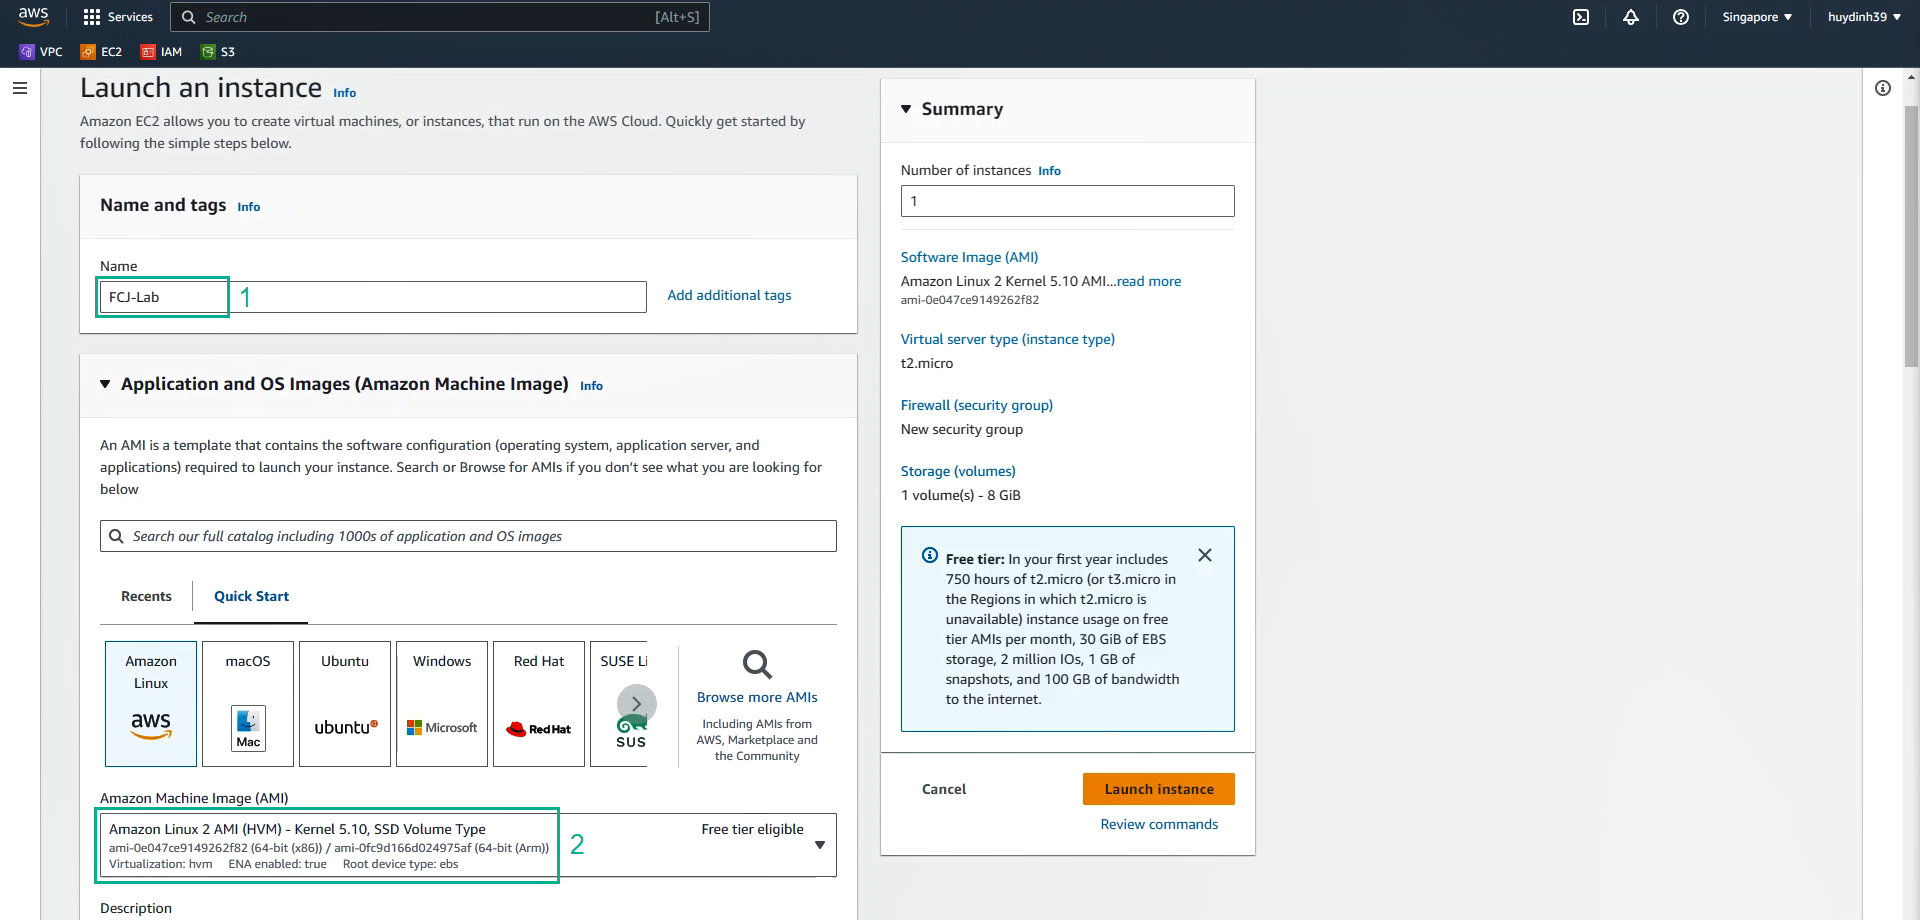 aws
Services
Search
[Alt+S]
Singapore
huydinh39
VPC
EC2
IAM
S3
Launch an instance Info
Amazon EC2 allows you to create virtual machines, or instances, that run on the AWS Cloud. Quickly get started by
following the simple steps below.
Name and tags Info
Name
FCJ-Lab
1
Add additional tags
Application and OS Images (Amazon Machine Image) Info
An AMI is a template that contains the software configuration (operating system, application server, and
applications) required to launch your instance. Search or Browse for AMIs if you don't see what you are looking for
below
Search our full catalog including 1000s of application and OS images
Recents
Quick Start
Amazon
Linux
aws
macOS
Mac
Ubuntu
ubuntu
Windows
Microsoft
Red Hat
Red Hat
SUSE Li
SUS
Browse more AMIs
Including AMIs from
AWS, Marketplace and
the Community
Amazon Machine Image (AMI)
Amazon Linux 2 AMI (HVM) - Kernel 5.10, SSD Volume Type
Free tier eligible
ami-0e047ce9149262f82 (64-bit (x86)) / ami-0fc9d166d024975af (64-bit (Arm))
Virtualization: hvm ENA enabled: true Root device type: ebs
2
Description
Summary
Number of instances Info
1
Software Image (AMI)
Amazon Linux 2 Kernel 5.10 AMI...read more
ami-0e047ce9149262f82
Virtual server type (instance type)
t2.micro
Firewall (security group)
New security group
Storage (volumes)
1 volume(s) - 8 GiB
Free tier: In your first year includes
750 hours of t2.micro (or t3.micro in
the Regions in which t2.micro is
unavailable) instance usage on free
tier AMIs per month, 30 GiB of EBS
storage, 2 million IOs, 1 GB of
snapshots, and 100 GB of bandwidth
to the internet.
Cancel
Launch instance
Review commands